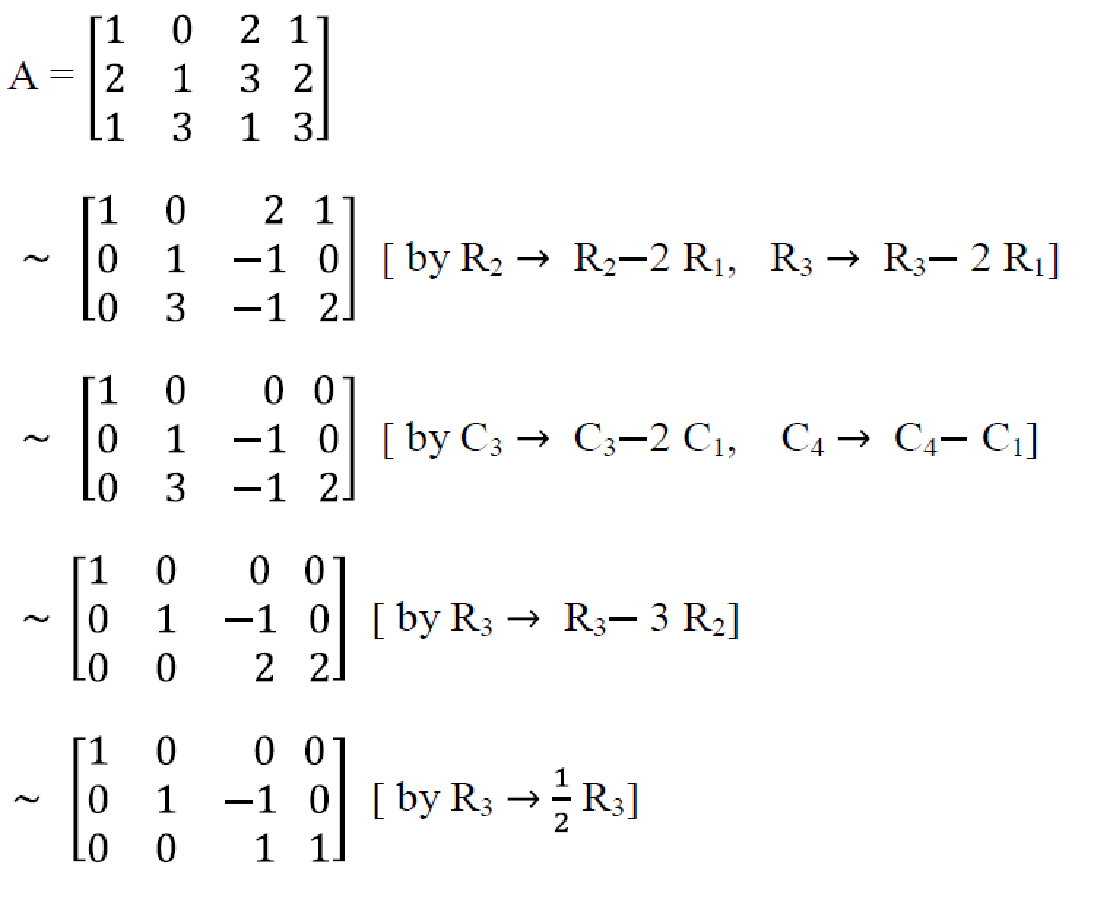 A = [1 0 2 1
2 1 3 2
1 3 1 3]
~ [1 0 2 1
0 1 −1 0
0 3 −1 2] [ by R₂ → R₂−2 R₁, R₃ → R₃− 2 R₁]
~ [1 0 0 0
0 1 −1 0
0 3 −1 2] [ by C₃ → C₃−2 C₁, C₄ → C₄− C₁]
~ [1 0 0 0
0 1 −1 0
0 0 2 2] [ by R₃ → R₃− 3 R₂]
~ [1 0 0 0
0 1 −1 0
0 0 1 1] [ by R₃ → 1/2 R₃]